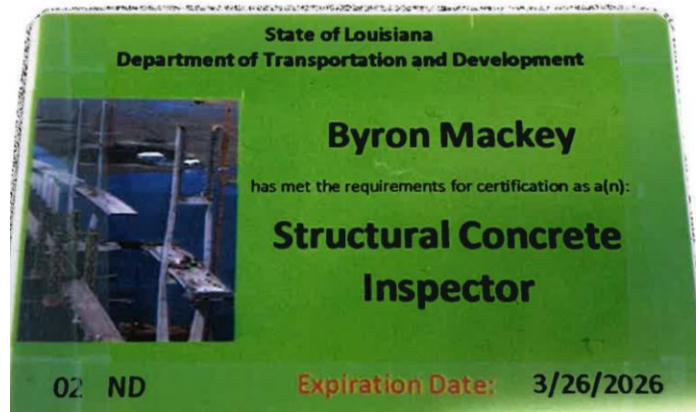 State of Louisiana
Department of Transportation and Development
Byron Mackey
has met the requirements for certification as a(n):
Structural Concrete
Inspector
02 ND
Expiration Date: 3/26/2026